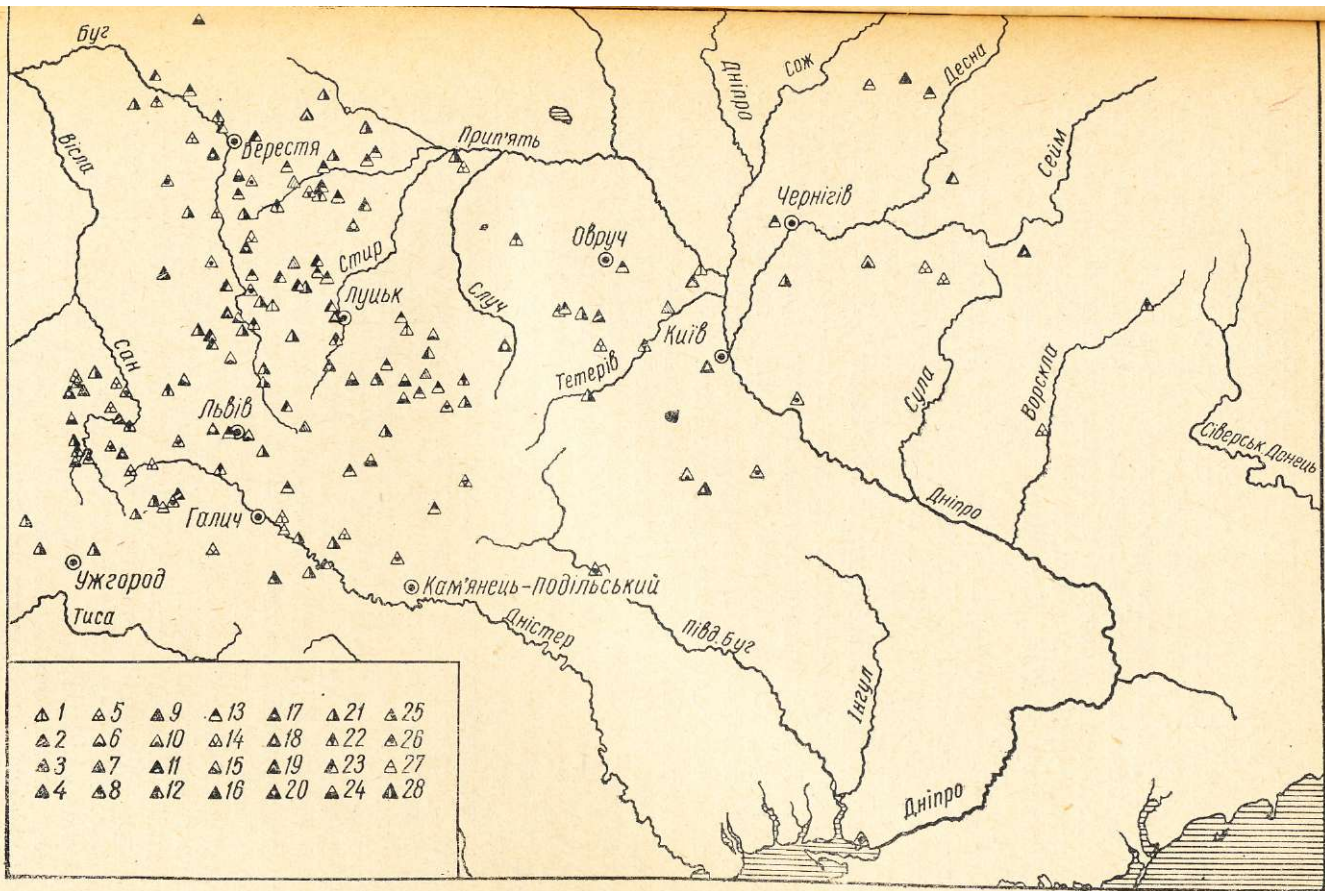 Буг
Вісла
Берестя
Прип'ять
Дніпро
Сож
Десна
Сейм
Чернігів
Овруч
Стир
Луцьк
Случ
Київ
Тетерів
Сан
Львів
Сула
Ворскла
Сіверськ. Донець
Галич
Дніпро
Ужгород
Кам'янець-Подільський
Тиса
Дністер
Півд. Буг
Інгул
Дніпро
1 5 9 13 17 21 25
2 6 10 14 18 22 26
3 7 11 15 19 23 27
4 8 12 16 20 24 28